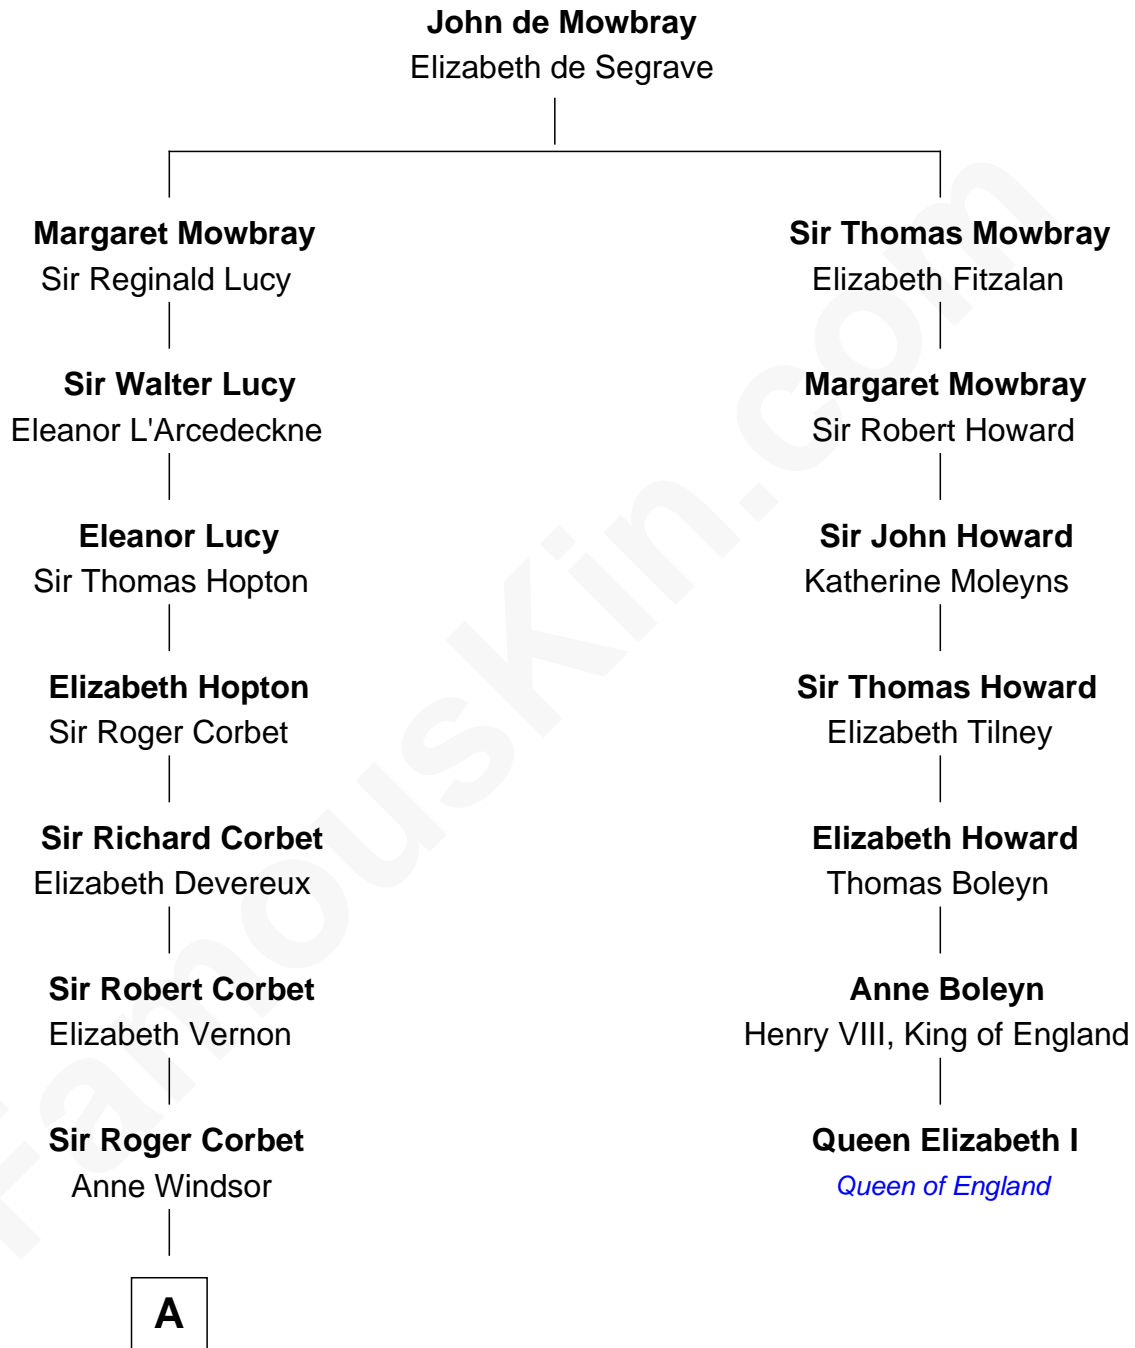 John de Mowbray
Elizabeth de Segrave
Margaret Mowbray
Sir Reginald Lucy
Sir Walter Lucy
Eleanor L'Arcedeckne
Eleanor Lucy
Sir Thomas Hopton
Elizabeth Hopton
Sir Roger Corbet
Sir Richard Corbet
Elizabeth Devereux
Sir Robert Corbet
Elizabeth Vernon
Sir Roger Corbet
Anne Windsor
A
Sir Thomas Mowbray
Elizabeth Fitzalan
Margaret Mowbray
Sir Robert Howard
Sir John Howard
Katherine Moleyns
Sir Thomas Howard
Elizabeth Tilney
Elizabeth Howard
Thomas Boleyn
Anne Boleyn
Henry VIII, King of England
Queen Elizabeth I
Queen of England
FamousKin.com